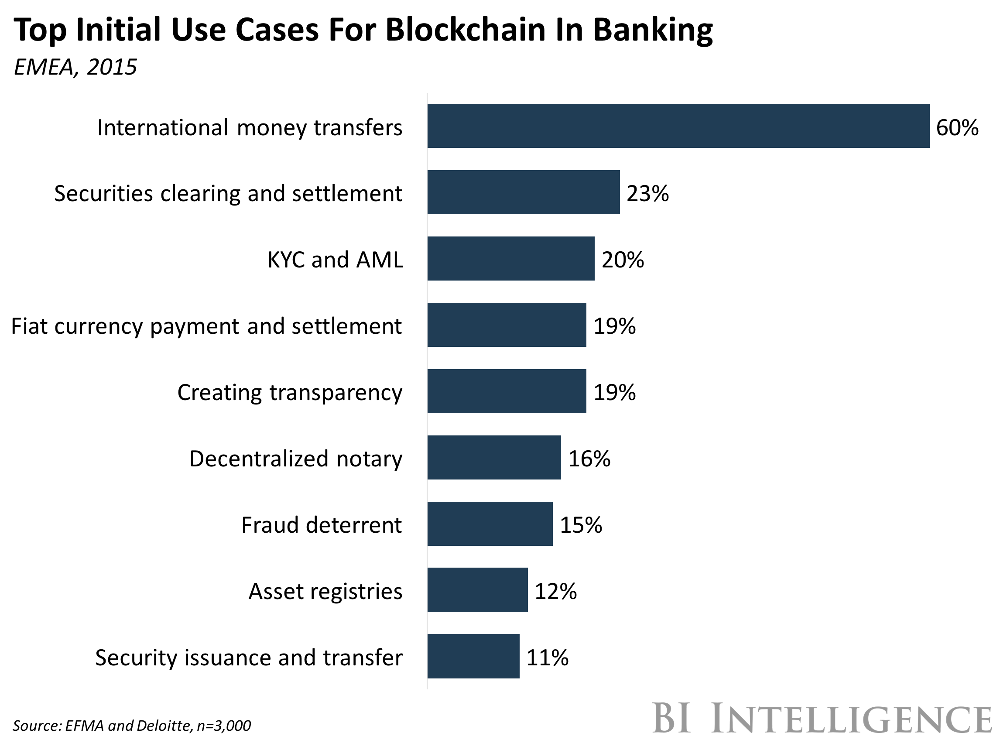 Top Initial Use Cases For Blockchain In Banking
EMEA, 2015
International money transfers 60%
Securities clearing and settlement 23%
KYC and AML 20%
Fiat currency payment and settlement 19%
Creating transparency 19%
Decentralized notary 16%
Fraud deterrent 15%
Asset registries 12%
Security issuance and transfer 11%
Source: EFMA and Deloitte, n=3,000
BI INTELLIGENCE